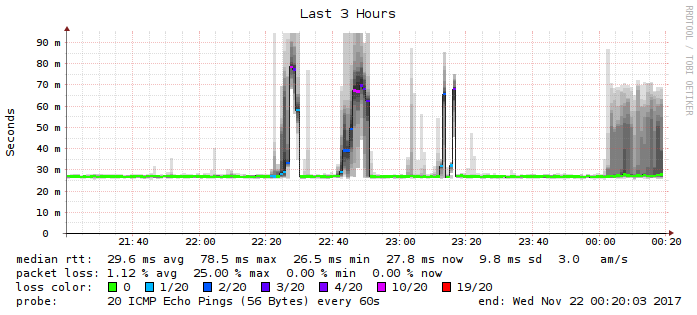 Last 3 Hours
RRDTOOL / TOBI OETIKER
Seconds
90 m
80 m
70 m
60 m
50 m
40 m
30 m
20 m
10 m
0
21:40 22:00 22:20 22:40 23:00 23:20 23:40 00:00 00:20
median rtt: 29.6 ms avg 78.5 ms max 26.5 ms min 27.8 ms now 9.8 ms sd 3.0 am/s
packet loss: 1.12 % avg 25.00 % max 0.00 % min 0.00 % now
loss color: 0 1/20 2/20 3/20 4/20 10/20 19/20
probe: 20 ICMP Echo Pings (56 Bytes) every 60s end: Wed Nov 22 00:20:03 2017